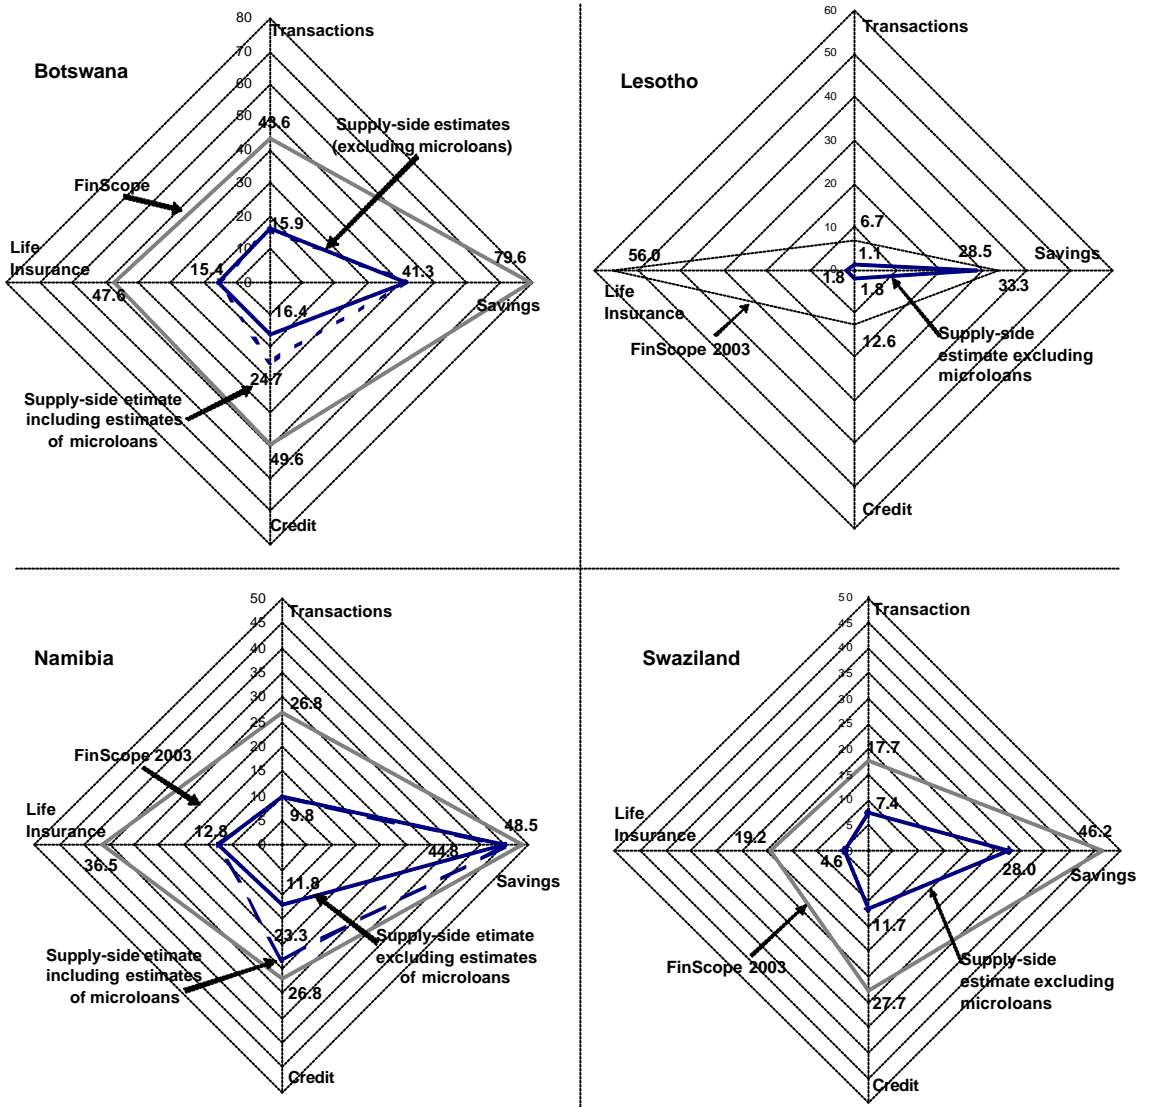 Botswana
80
Transactions
70
60
50
43.6
40
30
20
15.9
10
0
Supply-side estimates
(excluding microloans)
FinScope
Life
Insurance
47.6
15.4
41.3
79.6
Savings
16.4
24.7
Supply-side etimate
including estimates
of microloans
49.6
Credit
Lesotho
60
Transactions
50
40
30
20
10
6.7
0
1.1
28.5
Savings
56.0
Life
Insurance
1.8
1.8
33.3
FinScope 2003
12.6
Supply-side
estimate excluding
microloans
Credit
Namibia
50
Transactions
45
40
35
30
26.8
25
20
15
10
9.8
5
0
FinScope 2003
Life
Insurance
36.5
12.8
44.8
48.5
Savings
11.8
23.3
Supply-side etimate
excluding estimates
of microloans
Supply-side etimate
including estimates
of microloans
26.8
Credit
Swaziland
50
Transaction
45
40
35
30
25
20
17.7
15
10
7.4
5
0
Life
Insurance
19.2
4.6
46.2
28.0
Savings
11.7
FinScope 2003
Supply-side
estimate excluding
microloans
27.7
Credit